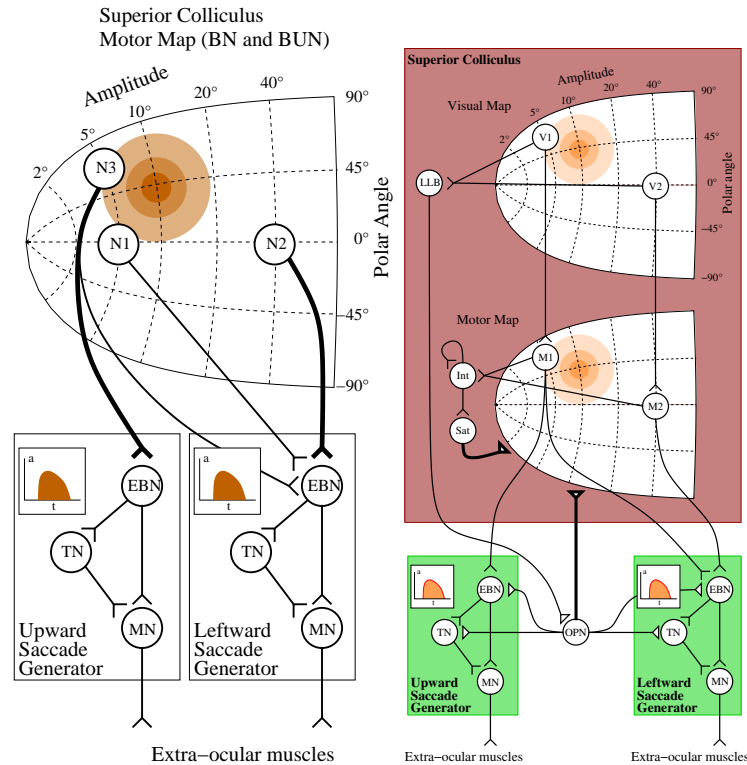 Superior Colliculus
Motor Map (BN and BUN)
Amplitude
2°
5°
10°
20°
40°
90°
45°
0°
−45°
−90°
Polar Angle
N3
N1
N2
a
t
EBN
TN
MN
Upward
Saccade
Generator
a
t
EBN
TN
MN
Leftward
Saccade
Generator
Extra−ocular muscles
Superior Colliculus
Visual Map
Amplitude
2°
5°
10°
20°
40°
90°
45°
0°
−45°
−90°
Polar angle
LLB
V1
V2
Motor Map
Int
Sat
M1
M2
a
t
EBN
TN
MN
Upward
Saccade
Generator
OPN
a
t
EBN
TN
MN
Leftward
Saccade
Generator
Extra−ocular muscles
Extra−ocular muscles